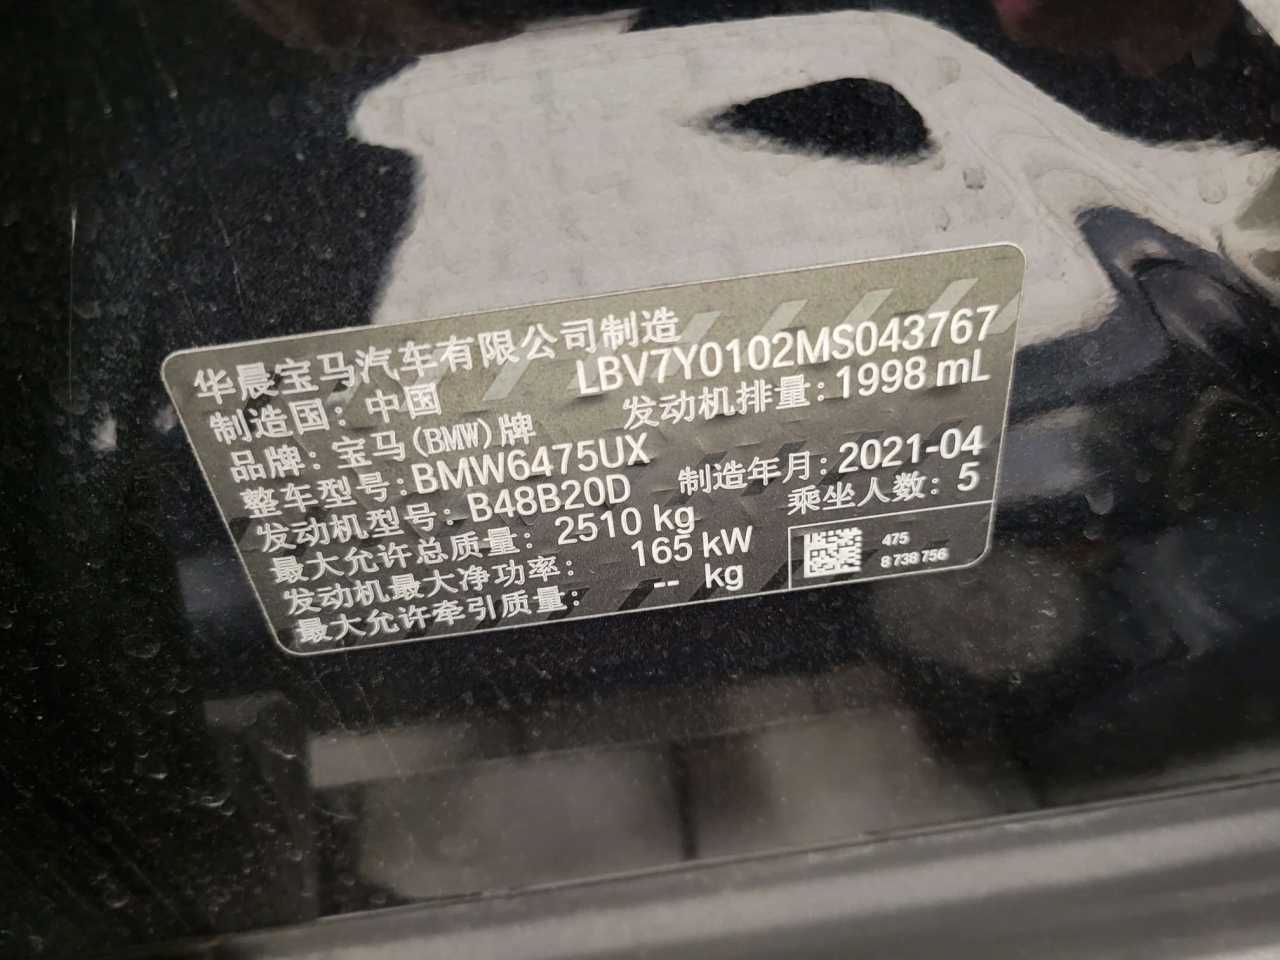 华晨宝马汽车有限公司制造
制造国：中国 LBV7Y0102MS043767
品牌：宝马(BMW)牌 发动机排量：1998 mL
整车型号：BMW6475UX
发动机型号：B48B20D 制造年月：2021-04
最大允许总质量：2510 kg 乘坐人数：5
发动机最大净功率：165 kW
最大允许牵引质量：-- kg
475
8 738 756